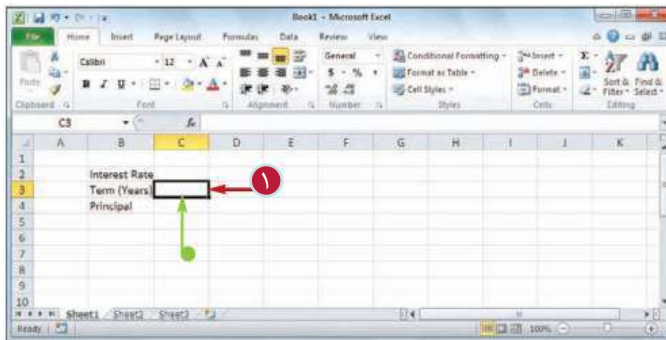 Book1 - Microsoft Excel
File Home Insert Page Layout Formulas Data Review View
Paste Calibri 12 A A General Conditional Formatting Insert Σ
B I U A $ % , Format as Table Delete Sort & Find &
Cell Styles Format Filter Select
Clipboard Font Alignment Number Styles Cells Editing
C3 fx
A B C D E F G H I J K
1
2 Interest Rate
3 Term (Years) ١
4 Principal
5
6
7
8
9
10
Sheet1 Sheet2 Sheet3
Ready 100%